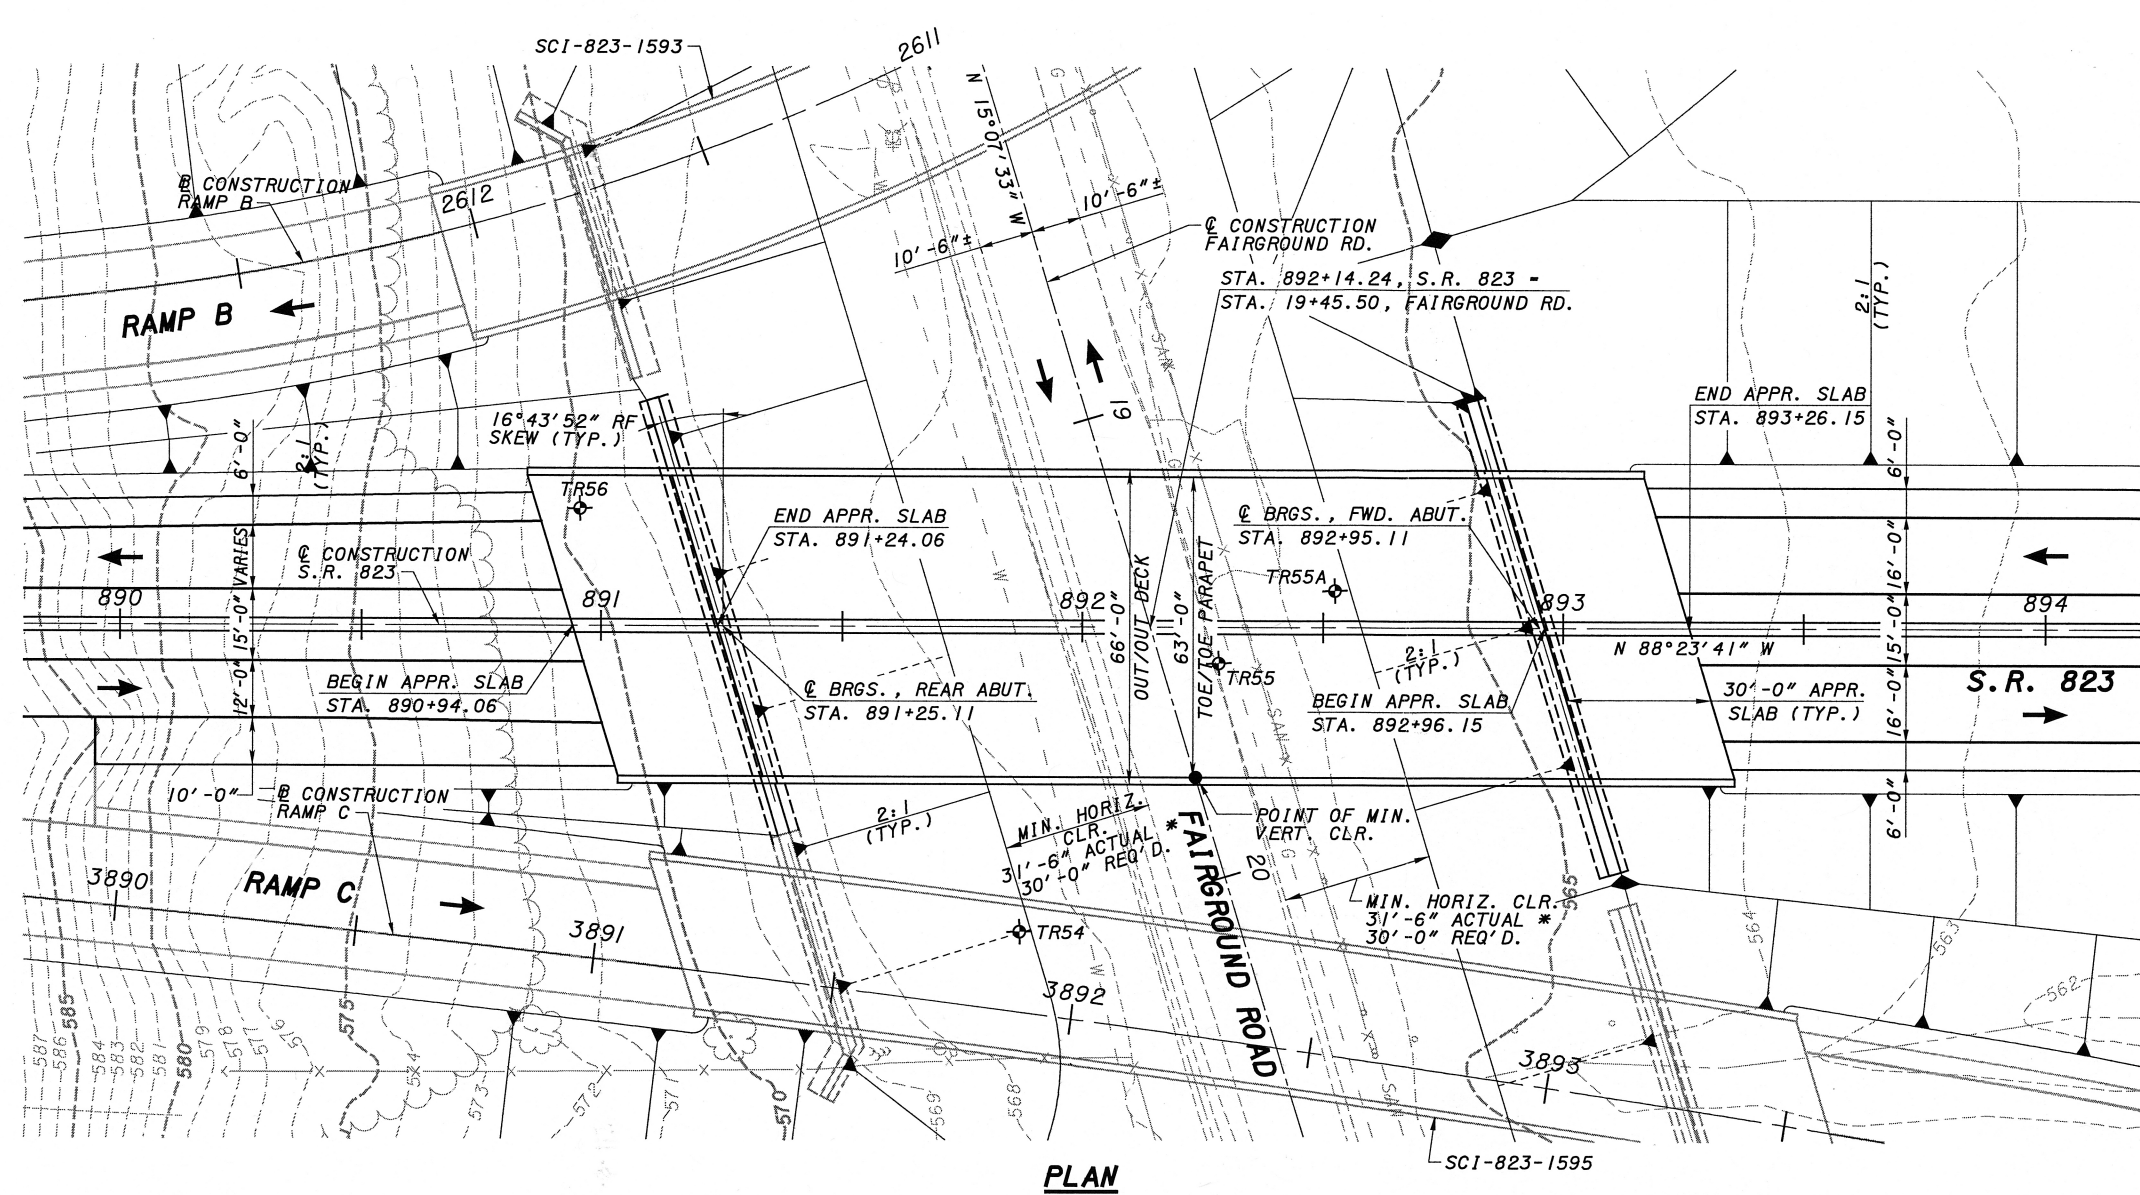 SCI-823-1593
2611
N 15°07'33" W
10'-6"±
10'-6"±
℄ CONSTRUCTION
FAIRGROUND RD.
STA. 892+14.24, S.R. 823 =
STA. 19+45.50, FAIRGROUND RD.
2:1
(TYP.)
℄ CONSTRUCTION
RAMP B
2612
RAMP B
END APPR. SLAB
STA. 893+26.15
16°43'52" RF
SKEW (TYP.)
19
SAN
G
W
6'-0"
2:1
(TYP.)
6'-0"
TR56
END APPR. SLAB
STA. 891+24.06
℄ BRGS., FWD. ABUT.
STA. 892+95.11
VARIES
℄ CONSTRUCTION
S.R. 823
OUT/OUT DECK
66'-0"
TOE/TOE PARAPET
63'-0"
TR55A
16'-0"
890
891
892
893
894
15'-0"
15'-0"
N 88°23'41" W
2:1
(TYP.)
TR55
12'-0"
BEGIN APPR. SLAB
STA. 890+94.06
℄ BRGS., REAR ABUT.
STA. 891+25.11
BEGIN APPR. SLAB
STA. 892+96.15
30'-0" APPR.
SLAB (TYP.)
16'-0"
S.R. 823
SAN
10'-0"
℄ CONSTRUCTION
RAMP C
2:1
(TYP.)
MIN. HORIZ.
CLR.
31'-6" ACTUAL *
30'-0" REQ'D.
POINT OF MIN.
VERT. CLR.
6'-0"
20
3890
RAMP C
3891
TR54
FAIRGROUND ROAD
MIN. HORIZ. CLR.
31'-6" ACTUAL *
30'-0" REQ'D.
565
564
563
562
3892
3893
587
586
585
584
583
582
581
580
579
578
577
576
575
574
573
572
571
570
569
568
SAN
SCI-823-1595
PLAN